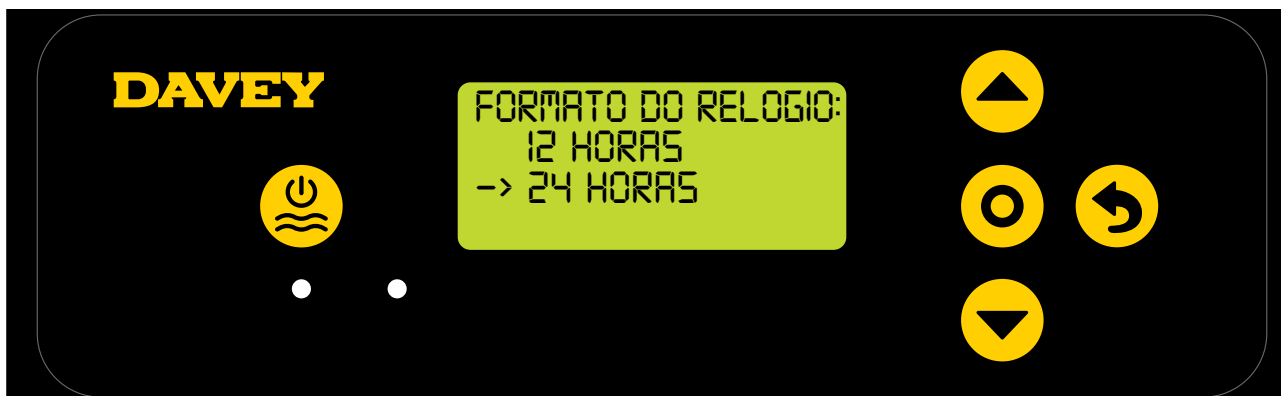 DAVEY
FORMATO DO RELOGIO:
12 HORAS
-> 24 HORAS